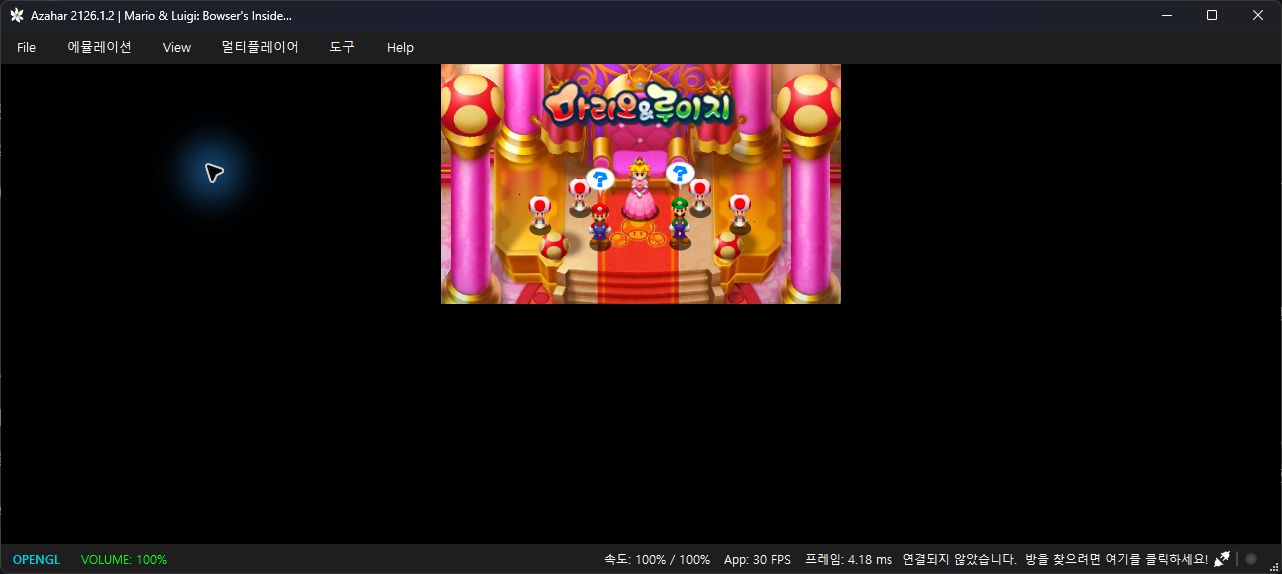 Azahar 2126.1.2 | Mario & Luigi: Bowser's Inside...
File 에뮬레이션 View 멀티플레이어 도구 Help
마리오&루이지
? ?
OPENGL VOLUME: 100% 속도: 100% / 100% App: 30 FPS 프레임: 4.18 ms 연결되지 않았습니다. 방을 찾으려면 여기를 클릭하세요!